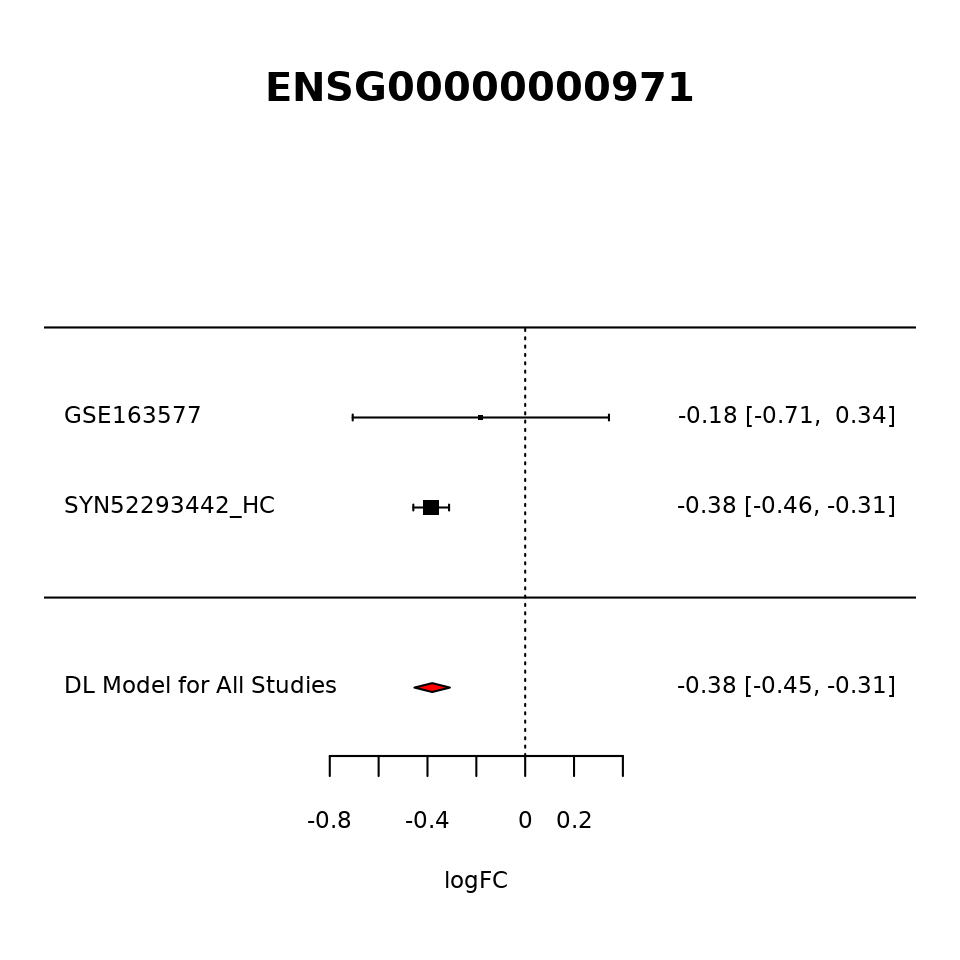 ENSG00000000971
GSE163577 -0.18 [-0.71,  0.34]
SYN52293442_HC -0.38 [-0.46, -0.31]
DL Model for All Studies -0.38 [-0.45, -0.31]
-0.8 -0.4 0 0.2
logFC